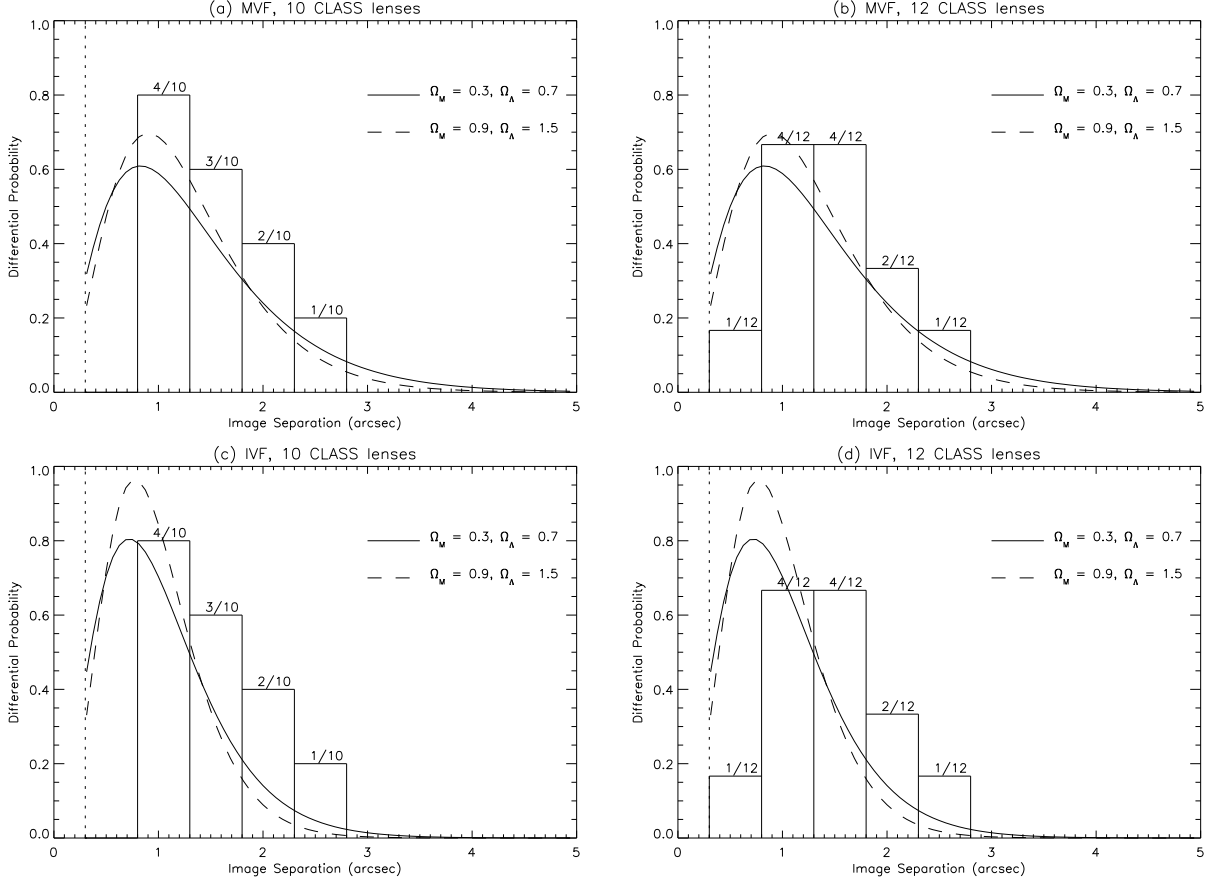 (a) MVF, 10 CLASS lenses
Differential Probability
1.0
0.8
0.6
0.4
0.2
0.0
4/10
3/10
2/10
1/10
Ω_M = 0.3, Ω_Λ = 0.7
Ω_M = 0.9, Ω_Λ = 1.5
0 1 2 3 4 5
Image Separation (arcsec)
(b) MVF, 12 CLASS lenses
Differential Probability
1.0
0.8
0.6
0.4
0.2
0.0
1/12
4/12
4/12
2/12
1/12
Ω_M = 0.3, Ω_Λ = 0.7
Ω_M = 0.9, Ω_Λ = 1.5
0 1 2 3 4 5
Image Separation (arcsec)
(c) IVF, 10 CLASS lenses
Differential Probability
1.0
0.8
0.6
0.4
0.2
0.0
4/10
3/10
2/10
1/10
Ω_M = 0.3, Ω_Λ = 0.7
Ω_M = 0.9, Ω_Λ = 1.5
0 1 2 3 4 5
Image Separation (arcsec)
(d) IVF, 12 CLASS lenses
Differential Probability
1.0
0.8
0.6
0.4
0.2
0.0
1/12
4/12
4/12
2/12
1/12
Ω_M = 0.3, Ω_Λ = 0.7
Ω_M = 0.9, Ω_Λ = 1.5
0 1 2 3 4 5
Image Separation (arcsec)